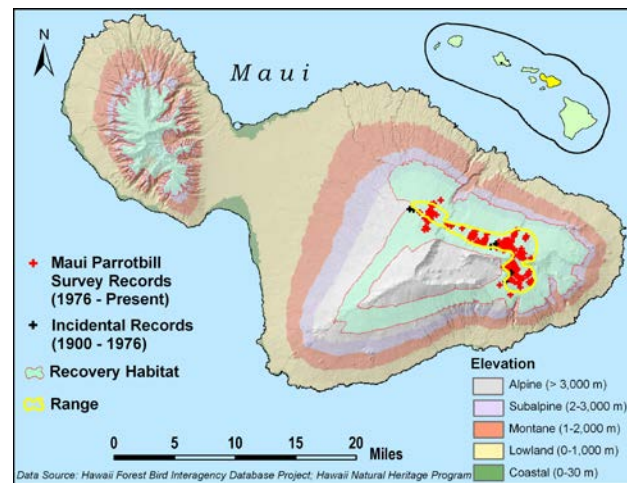 N
Maui
Maui Parrotbill
Survey Records
(1976 - Present)
Incidental Records
(1900 - 1976)
Recovery Habitat
Range
0 5 10 15 20
Miles
Elevation
Alpine (> 3,000 m)
Subalpine (2-3,000 m)
Montane (1-2,000 m)
Lowland (0-1,000 m)
Coastal (0-30 m)
Data Source: Hawaii Forest Bird Interagency Database Project; Hawaii Natural Heritage Program